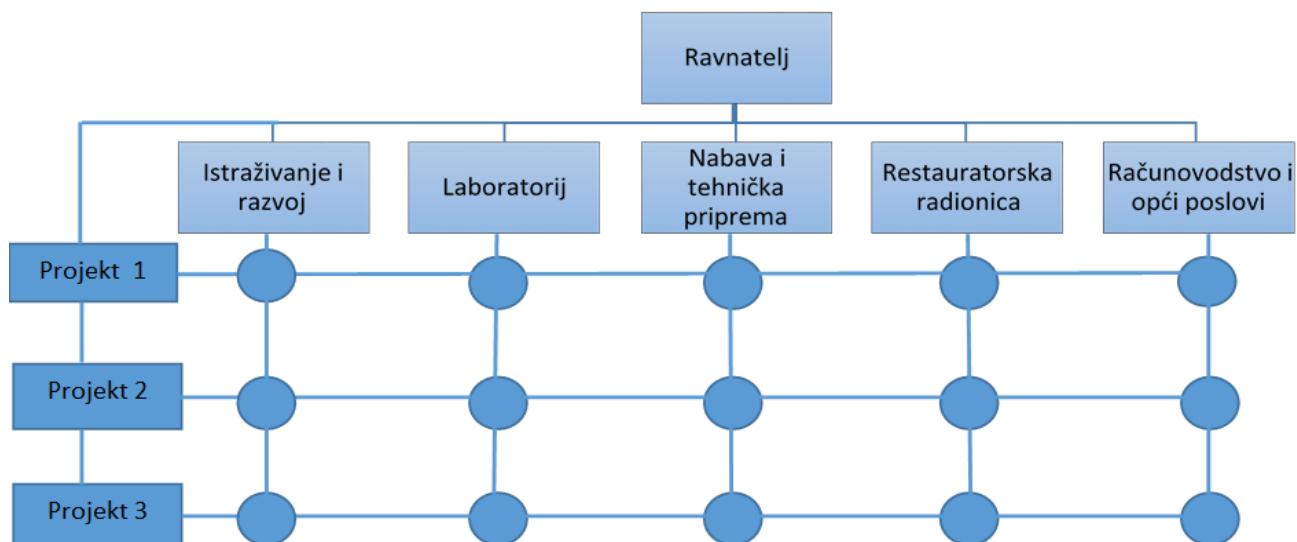 Ravnatelj
Istraživanje i
razvoj
Laboratorij
Nabava i
tehnička
priprema
Restauratorska
radionica
Računovodstvo i
opći poslovi
Projekt  1
Projekt 2
Projekt 3